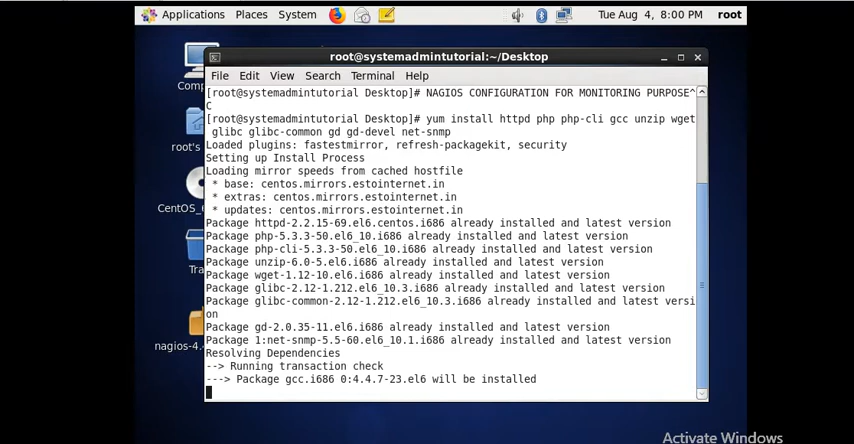 Applications Places System Tue Aug 4, 8:00 PM root
root@systemadmintutorial:~/Desktop
File Edit View Search Terminal Help
[root@systemadmintutorial Desktop]# NAGIOS CONFIGURATION FOR MONITORING PURPOSE^
C
[root@systemadmintutorial Desktop]# yum install httpd php php-cli gcc unzip wget
glibc glibc-common gd gd-devel net-snmp
Loaded plugins: fastestmirror, refresh-packagekit, security
Setting up Install Process
Loading mirror speeds from cached hostfile
* base: centos.mirrors.estointernet.in
* extras: centos.mirrors.estointernet.in
* updates: centos.mirrors.estointernet.in
Package httpd-2.2.15-69.el6.centos.i686 already installed and latest version
Package php-5.3.3-50.el6_10.i686 already installed and latest version
Package php-cli-5.3.3-50.el6_10.i686 already installed and latest version
Package unzip-6.0-5.el6.i686 already installed and latest version
Package wget-1.12-10.el6.i686 already installed and latest version
Package glibc-2.12-1.212.el6_10.3.i686 already installed and latest version
Package glibc-common-2.12-1.212.el6_10.3.i686 already installed and latest versi
on
Package gd-2.0.35-11.el6.i686 already installed and latest version
Package 1:net-snmp-5.5-60.el6_10.1.i686 already installed and latest version
Resolving Dependencies
--> Running transaction check
---> Package gcc.i686 0:4.4.7-23.el6 will be installed
Comp
root's
CentOS_6
Tra
nagios-4.
Activate Windows